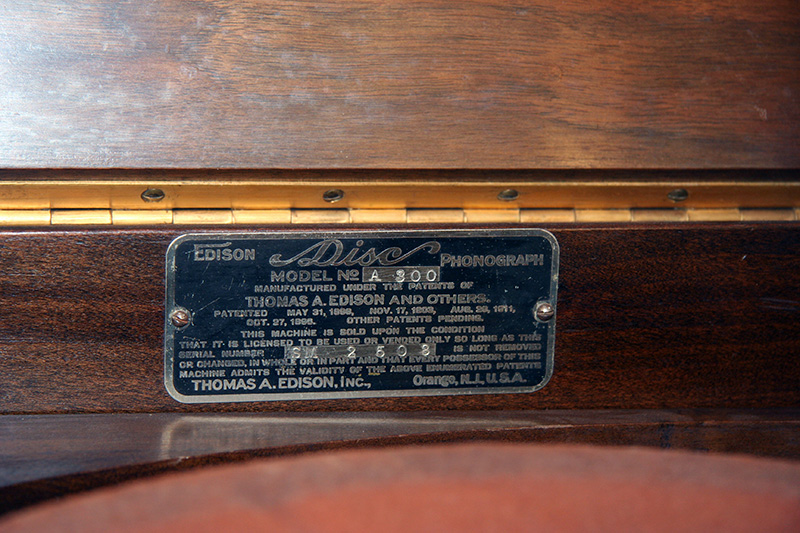 EDISON Disc PHONOGRAPH
MODEL NO A 300
MANUFACTURED UNDER THE PATENTS OF
THOMAS A. EDISON AND OTHERS.
PATENTED MAY 31, 1898, NOV. 17, 1903, AUG. 29, 1911,
OCT. 27, 1898. OTHER PATENTS PENDING.
THIS MACHINE IS SOLD UPON THE CONDITION
THAT IT IS LICENSED TO BE USED OR VENDED ONLY SO LONG AS THIS
SERIAL NUMBER SM 2508 IS NOT REMOVED
OR CHANGED, IN WHOLE OR IN PART AND THAT EVERY POSSESSOR OF THIS
MACHINE ADMITS THE VALIDITY OF THE ABOVE ENUMERATED PATENTS
THOMAS A. EDISON, INC., Orange, N.J., U.S.A.